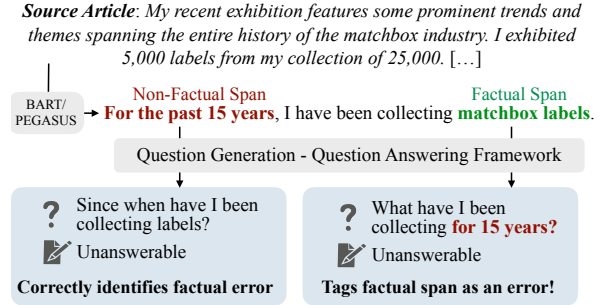 Source Article: My recent exhibition features some prominent trends and
themes spanning the entire history of the matchbox industry. I exhibited
5,000 labels from my collection of 25,000. […]
BART/
PEGASUS
Non-Factual Span
Factual Span
For the past 15 years, I have been collecting matchbox labels.
Question Generation - Question Answering Framework
? Since when have I been
collecting labels?
Unanswerable
Correctly identifies factual error
? What have I been
collecting for 15 years?
Unanswerable
Tags factual span as an error!